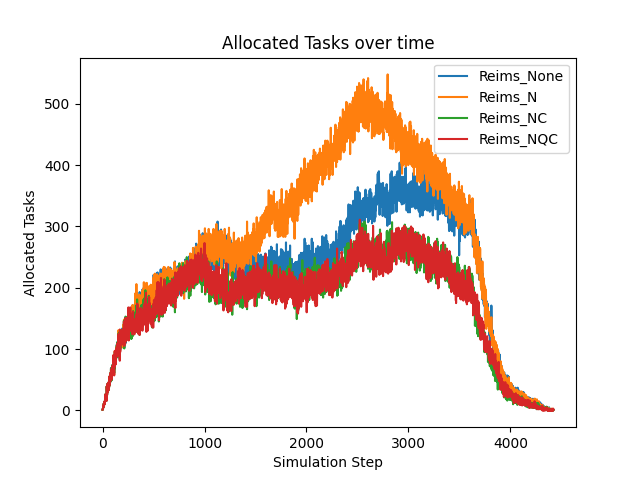 Allocated Tasks over time
Reims_None
Reims_N
Reims_NC
Reims_NQC
Allocated Tasks
500
400
300
200
100
0
0 1000 2000 3000 4000
Simulation Step